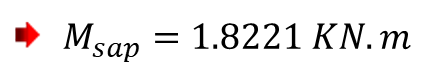 M_sap = 1.8221 KN.m